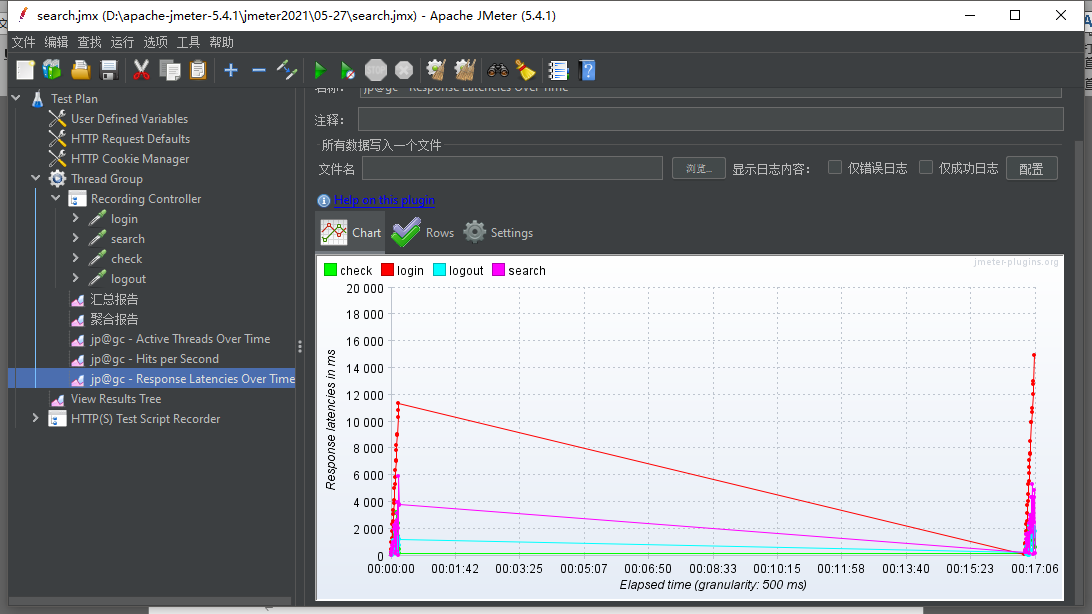 search.jmx (D:\apache-jmeter-5.4.1\jmeter2021\05-27\search.jmx) - Apache JMeter (5.4.1)
文件 编辑 查找 运行 选项 工具 帮助
Test Plan
User Defined Variables
HTTP Request Defaults
HTTP Cookie Manager
Thread Group
Recording Controller
login
search
check
logout
汇总报告
聚合报告
jp@gc - Active Threads Over Time
jp@gc - Hits per Second
jp@gc - Response Latencies Over Time
View Results Tree
HTTP(S) Test Script Recorder
名称: jp@gc - Response Latencies Over Time
注释:
所有数据写入一个文件
文件名 浏览... 显示日志内容: 仅错误日志 仅成功日志 配置
Help on this plugin
Chart Rows Settings
jmeter-plugins.org
check login logout search
20 000
18 000
16 000
14 000
12 000
10 000
8 000
6 000
4 000
2 000
0
Response latencies in ms
00:00:00 00:01:42 00:03:25 00:05:07 00:06:50 00:08:33 00:10:15 00:11:58 00:13:40 00:15:23 00:17:06
Elapsed time (granularity: 500 ms)